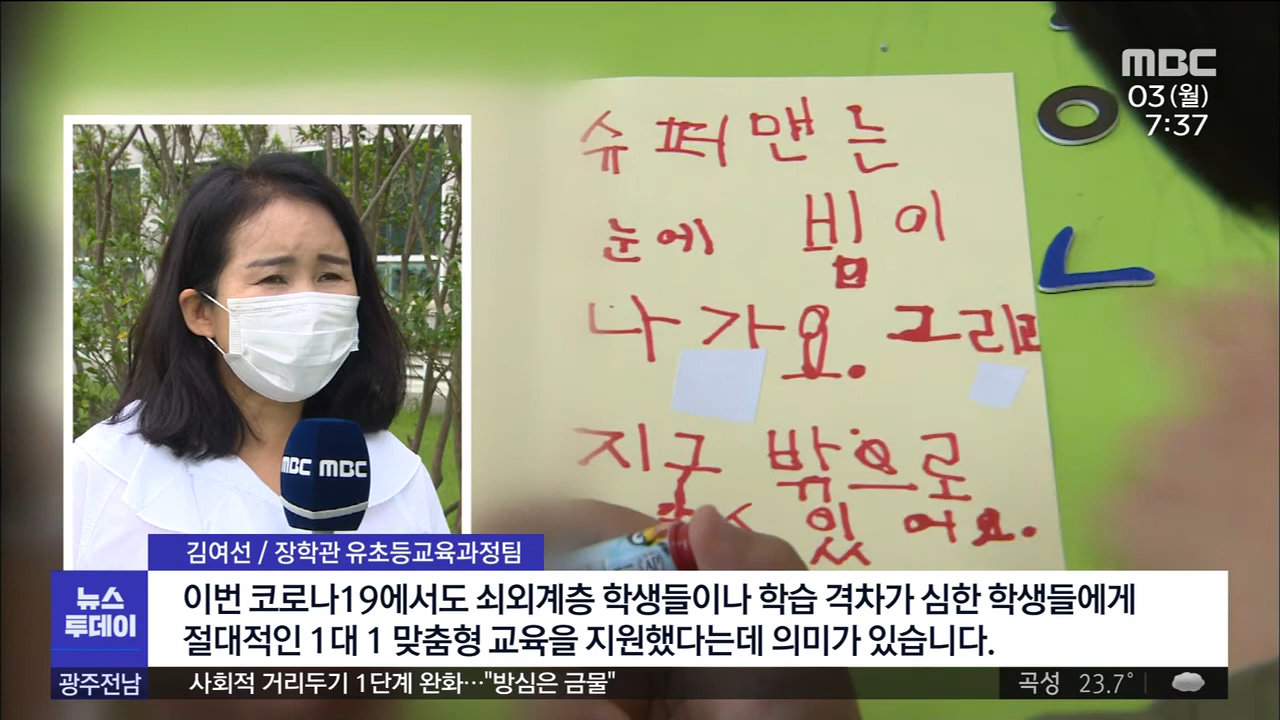 MBC
03(월)
7:37
슈퍼맨는
눈에 빔이
나가요. 그리고
지구 밖으로
있어요.
MBC MBC
김여선 / 장학관 유초등교육과정팀
뉴스
투데이
이번 코로나19에서도 쇠외계층 학생들이나 학습 격차가 심한 학생들에게
절대적인 1대 1 맞춤형 교육을 지원했다는데 의미가 있습니다.
광주전남
사회적 거리두기 1단계 완화···"방심은 금물"
곡성 23.7°